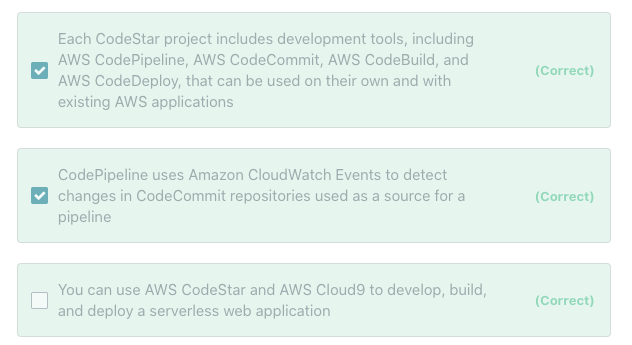 Each CodeStar project includes development tools, including
AWS CodePipeline, AWS CodeCommit, AWS CodeBuild, and
AWS CodeDeploy, that can be used on their own and with
existing AWS applications
(Correct)
CodePipeline uses Amazon CloudWatch Events to detect
changes in CodeCommit repositories used as a source for a
pipeline
(Correct)
You can use AWS CodeStar and AWS Cloud9 to develop, build,
and deploy a serverless web application
(Correct)